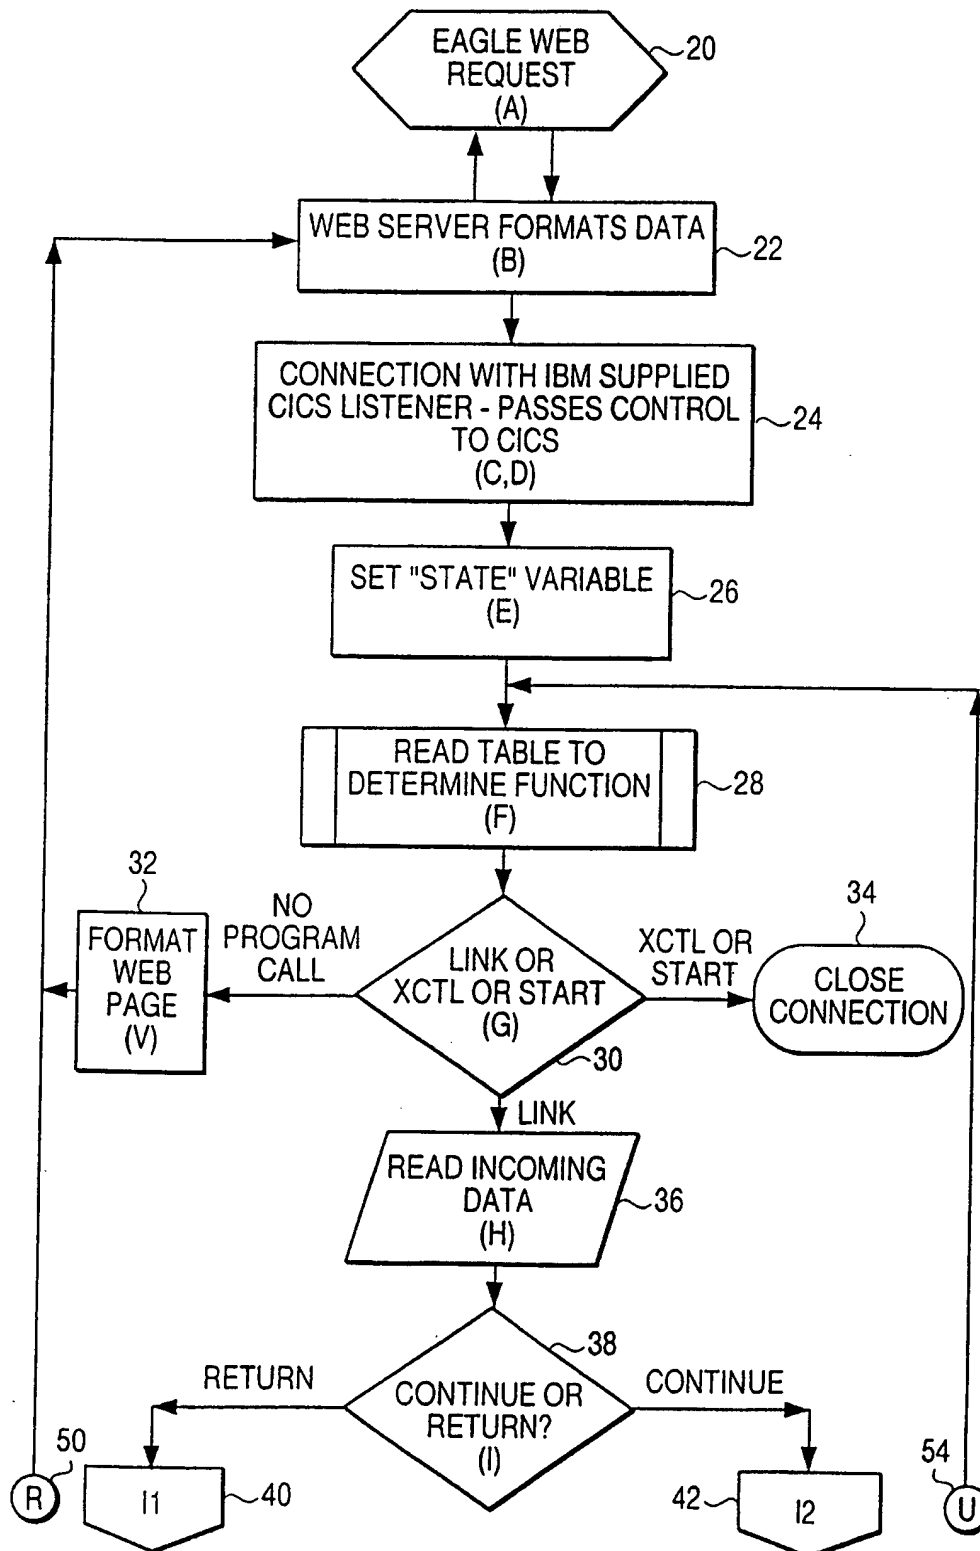 EAGLE WEB
REQUEST
(A)
20
WEB SERVER FORMATS DATA
(B)
22
CONNECTION WITH IBM SUPPLIED
CICS LISTENER - PASSES CONTROL
TO CICS
(C,D)
24
SET "STATE" VARIABLE
(E)
26
READ TABLE TO
DETERMINE FUNCTION
(F)
28
32
FORMAT
WEB
PAGE
(V)
NO
PROGRAM
CALL
LINK OR
XCTL OR START
(G)
30
XCTL OR
START
34
CLOSE
CONNECTION
LINK
READ INCOMING
DATA
(H)
36
38
CONTINUE OR
RETURN?
(I)
RETURN
CONTINUE
50
R
I1
40
42
I2
54
U